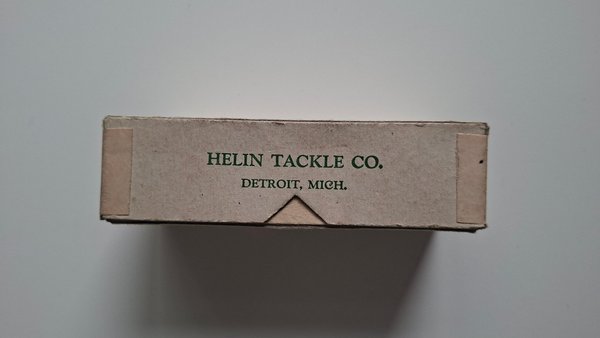 HELIN TACKLE CO.
DETROIT, MICH.